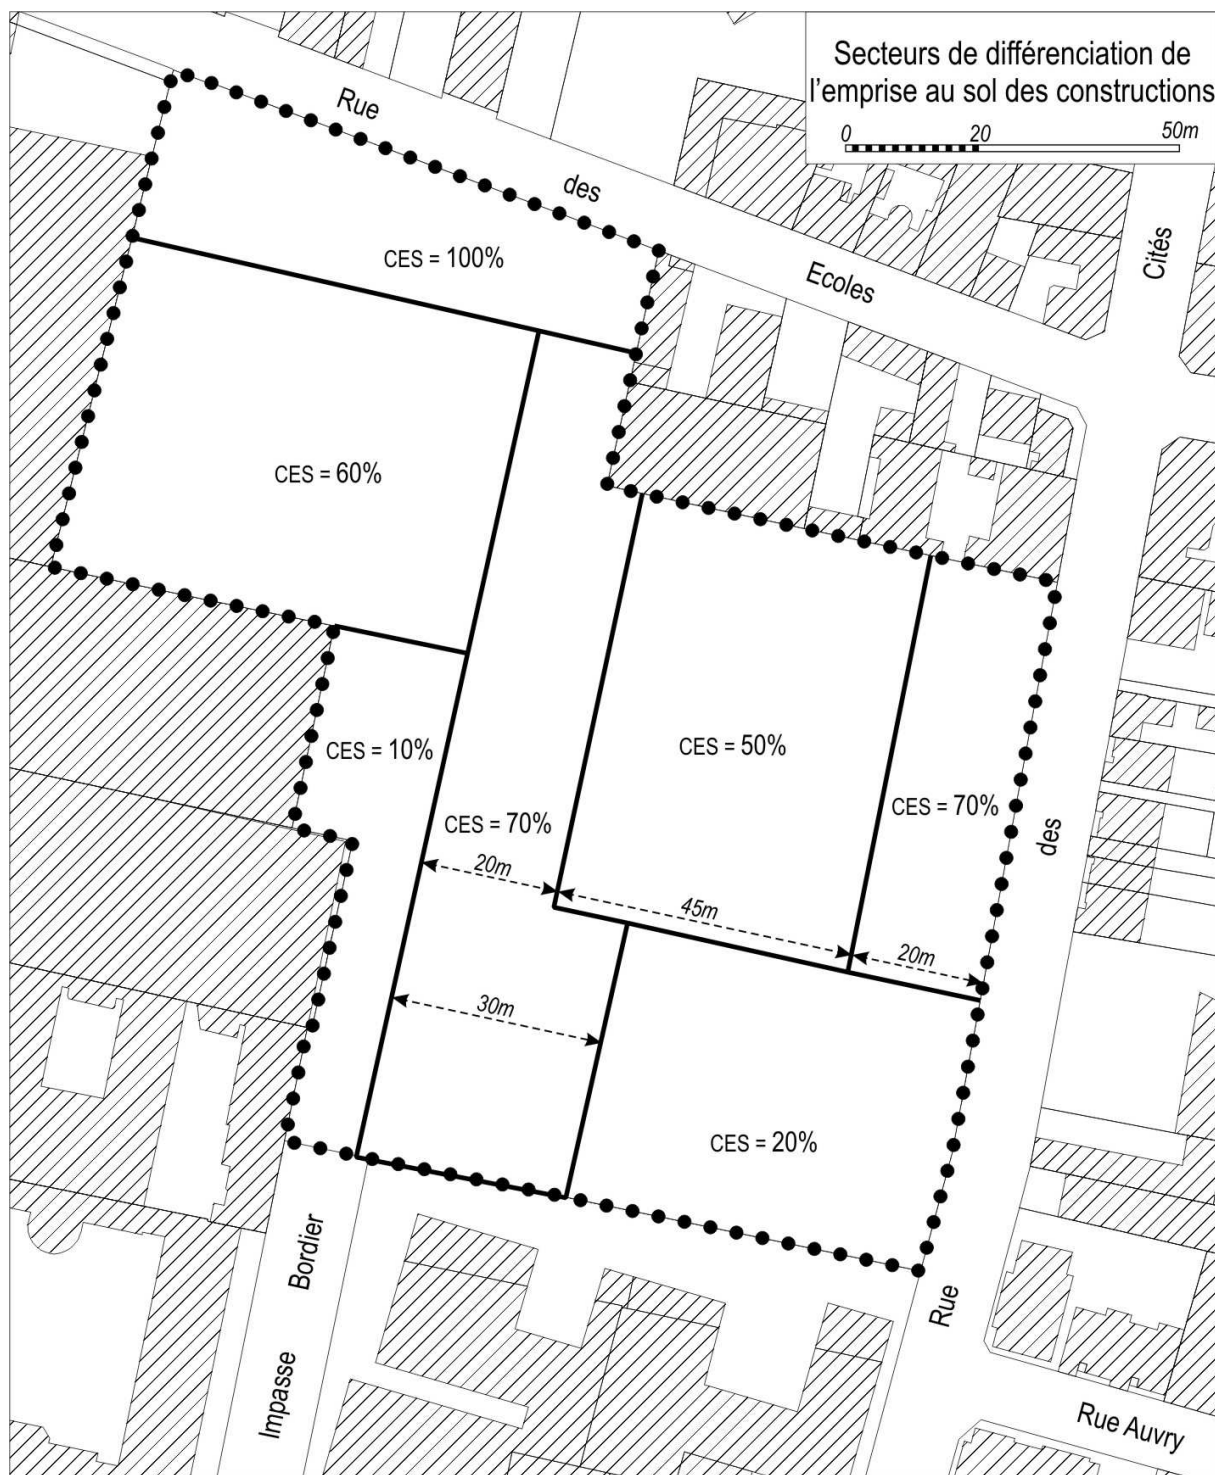 Secteurs de différenciation de
l'emprise au sol des constructions
0 20 50m
Rue
des
Ecoles
Cités
CES = 100%
CES = 60%
CES = 10%
CES = 50%
CES = 70%
CES = 70%
des
20m
45m
20m
30m
CES = 20%
Bordier
Rue
Impasse
Rue Auvry